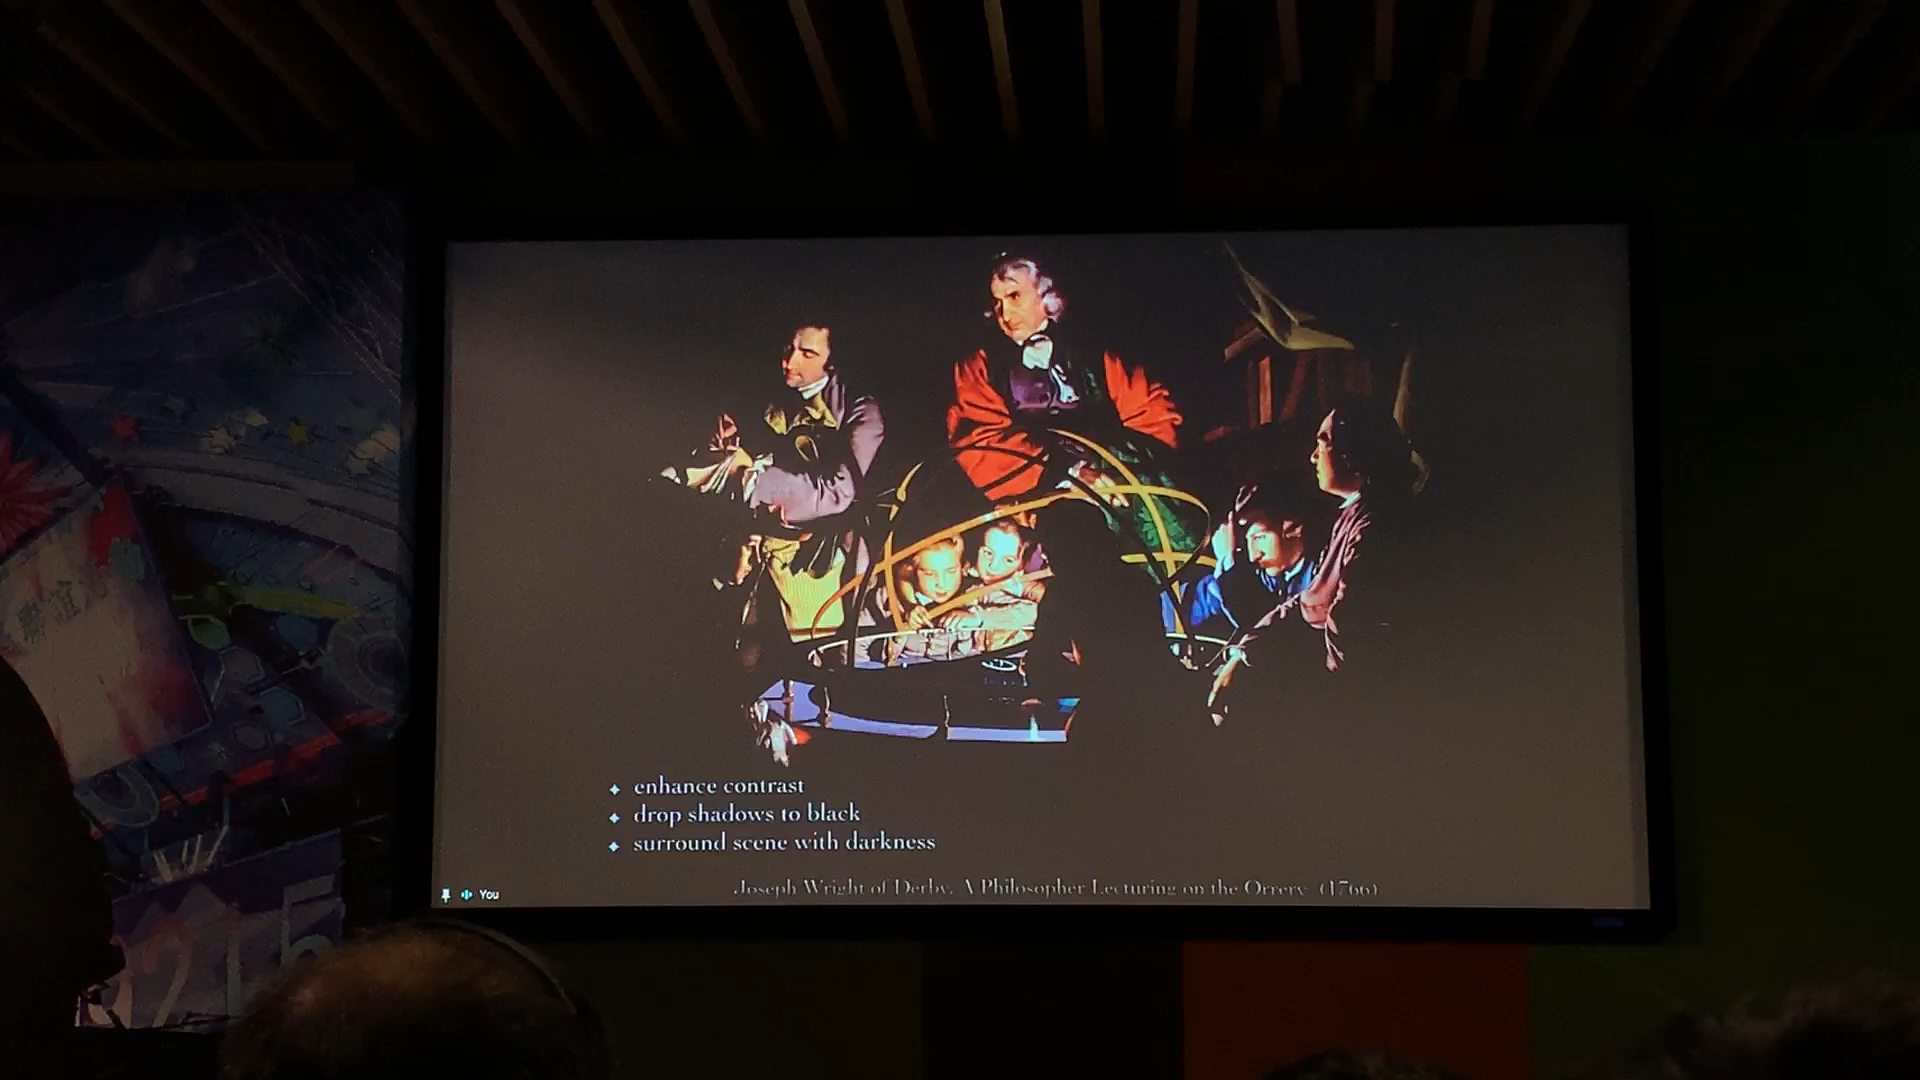 enhance contrast
drop shadows to black
surround scene with darkness
Joseph Wright of Derby, A Philosopher Lecturing on the Orrery (1766)
You